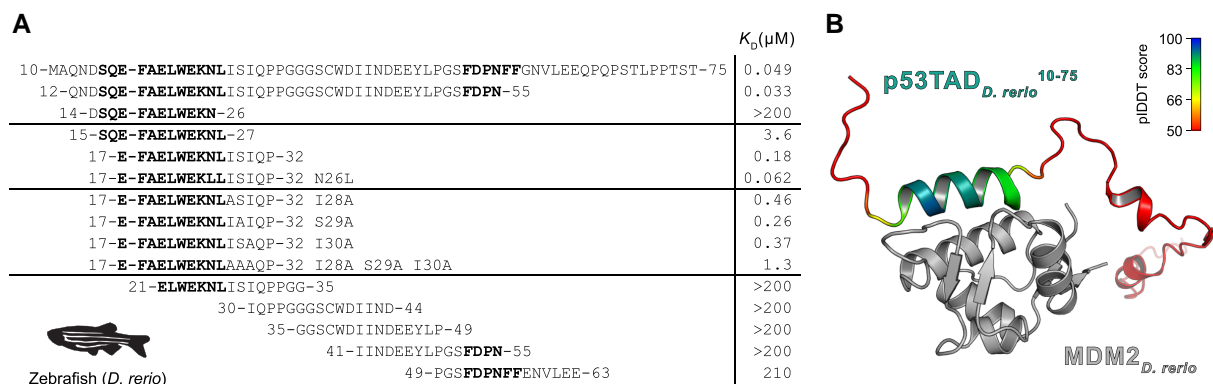 A
K_D(μM)
10-MAQNDSQE-FAELWEKNLISIQPPGGGSCWDIINDEEYLPGSFDPNFFGNVLEEQPQPSTLPPTST-75 0.049
12-QNDSQE-FAELWEKNLISIQPPGGGSCWDIINDEEYLPGSFDPN-55 0.033
14-DSQE-FAELWEKN-26 >200
15-SQE-FAELWEKNL-27 3.6
17-E-FAELWEKNLISIQP-32 0.18
17-E-FAELWEKLLISIQP-32 N26L 0.062
17-E-FAELWEKNLASIQP-32 I28A 0.46
17-E-FAELWEKNLIAIQP-32 S29A 0.26
17-E-FAELWEKNLISAQP-32 I30A 0.37
17-E-FAELWEKNLAAAQP-32 I28A S29A I30A 1.3
21-ELWEKNLISIQPPGG-35 >200
30-IQPPGGGSCWDIIND-44 >200
35-GGSCWDIINDEEYLP-49 >200
41-IINDEEYLPGSFDPN-55 >200
49-PGSFDPNFFENVLEE-63 210
Zebrafish (D. rerio)
B
p53TAD D. rerio 10-75
MDM2 D. rerio
plDDT score
100
83
66
50